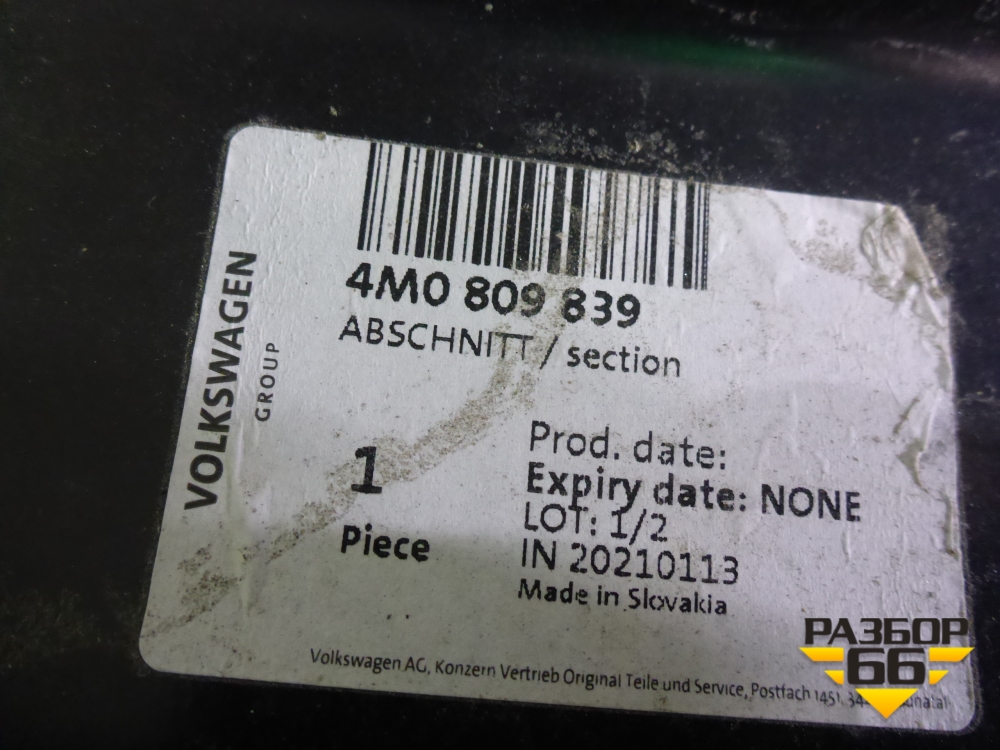 VOLKSWAGEN
GROUP
4M0 809 839
ABSCHNITT / section
1
Piece
Prod. date:
Expiry date: NONE
LOT: 1/2
IN 20210113
Made in Slovakia
Volkswagen AG, Konzern Vertrieb Original Teile und Service, Postfach 1451,
РАЗБОР
66